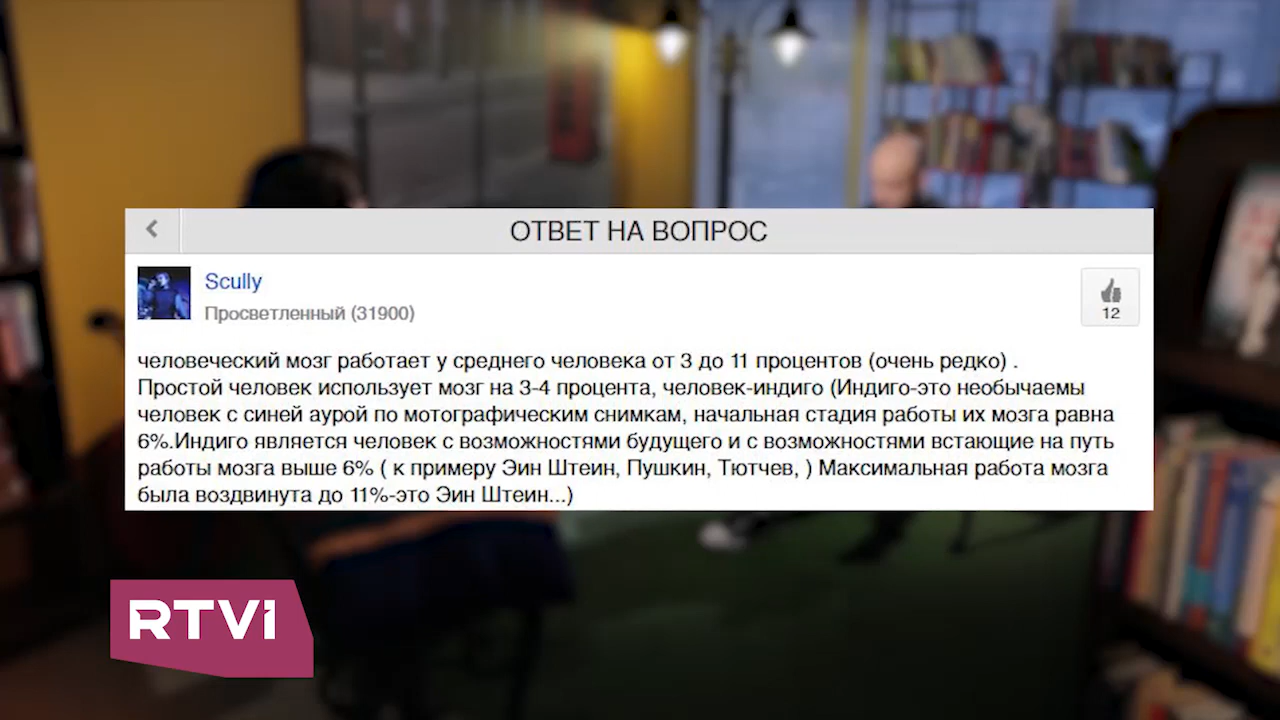 ОТВЕТ НА ВОПРОС
Scully
Просветленный (31900)
12
человеческий мозг работает у среднего человека от 3 до 11 процентов (очень редко) .
Простой человек использует мозг на 3-4 процента, человек-индиго (Индиго-это необычаемы
человек с синей аурой по мотографическим снимкам, начальная стадия работы их мозга равна
6%.Индиго является человек с возможностями будущего и с возможностями встающие на путь
работы мозга выше 6% ( к примеру Эин Штеин, Пушкин, Тютчев, ) Максимальная работа мозга
была воздвинута до 11%-это Эин Штеин...)
RTVI